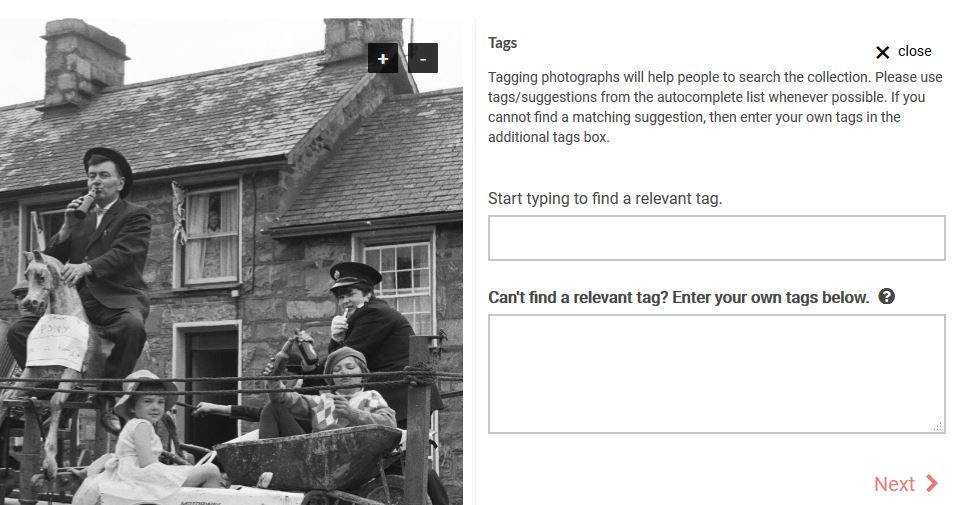 + -
Tags
✕ close
Tagging photographs will help people to search the collection. Please use
tags/suggestions from the autocomplete list whenever possible. If you
cannot find a matching suggestion, then enter your own tags in the
additional tags box.
Start typing to find a relevant tag.
Can't find a relevant tag? Enter your own tags below. ?
Next
PONY
MOTORWAY